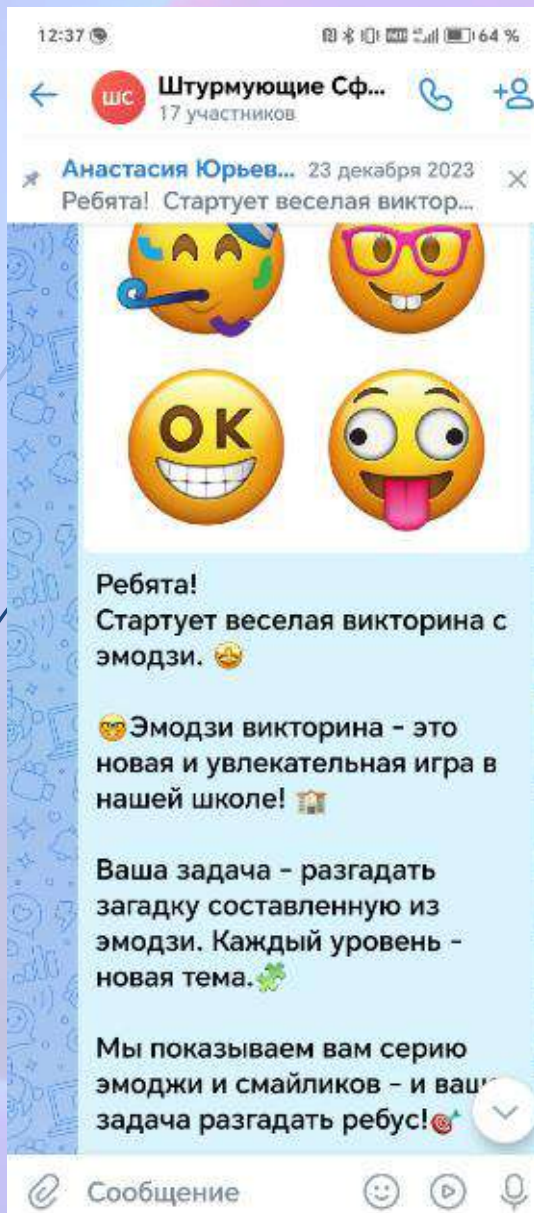 12:37
64 %
ШС
Штурмующие Сф...
17 участников
Анастасия Юрьев... 23 декабря 2023
Ребята! Стартует веселая виктор...
OK
Ребята!
Стартует веселая викторина с
эмодзи. 🤩
🤓Эмодзи викторина - это
новая и увлекательная игра в
нашей школе! 🏫
Ваша задача - разгадать
загадку составленную из
эмодзи. Каждый уровень -
новая тема.🧩
Мы показываем вам серию
эмоджи и смайликов - и ваша
задача разгадать ребус!🎯
Сообщение